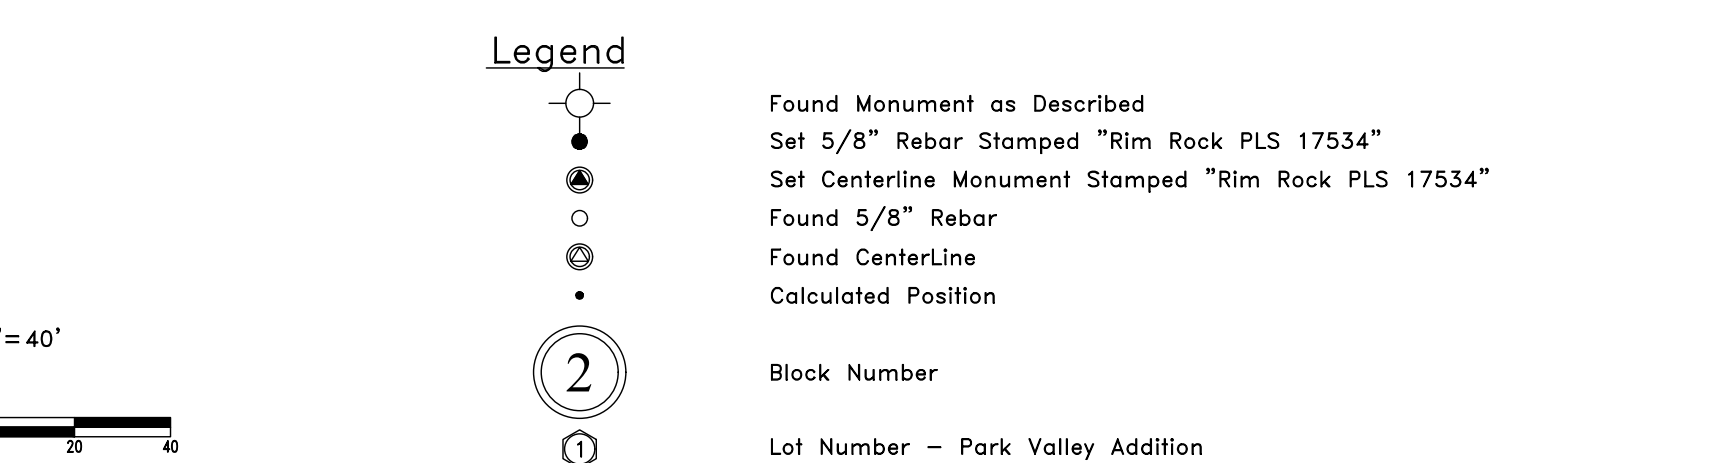 Legend
Found Monument as Described
Set 5/8" Rebar Stamped "Rim Rock PLS 17534"
Set Centerline Monument Stamped "Rim Rock PLS 17534"
Found 5/8" Rebar
Found CenterLine
Calculated Position
=40'
2 Block Number
20 40
1 Lot Number – Park Valley Addition